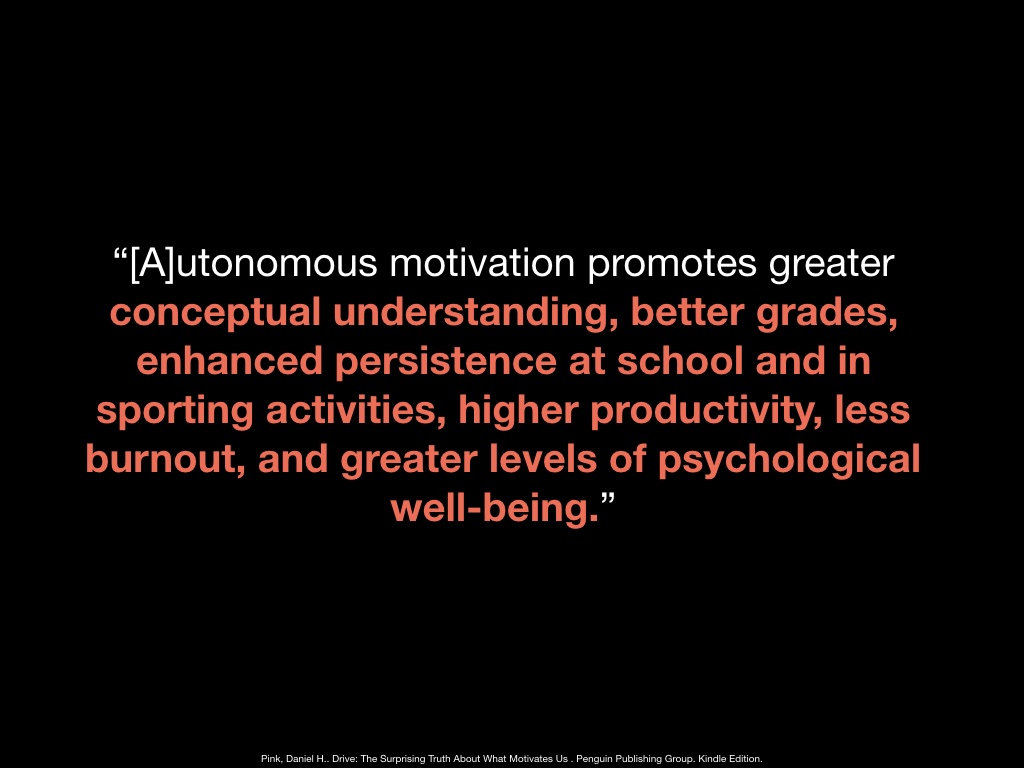 “[A]utonomous motivation promotes greater
conceptual understanding, better grades,
enhanced persistence at school and in
sporting activities, higher productivity, less
burnout, and greater levels of psychological
well-being.”
Pink, Daniel H.. Drive: The Surprising Truth About What Motivates Us . Penguin Publishing Group. Kindle Edition.